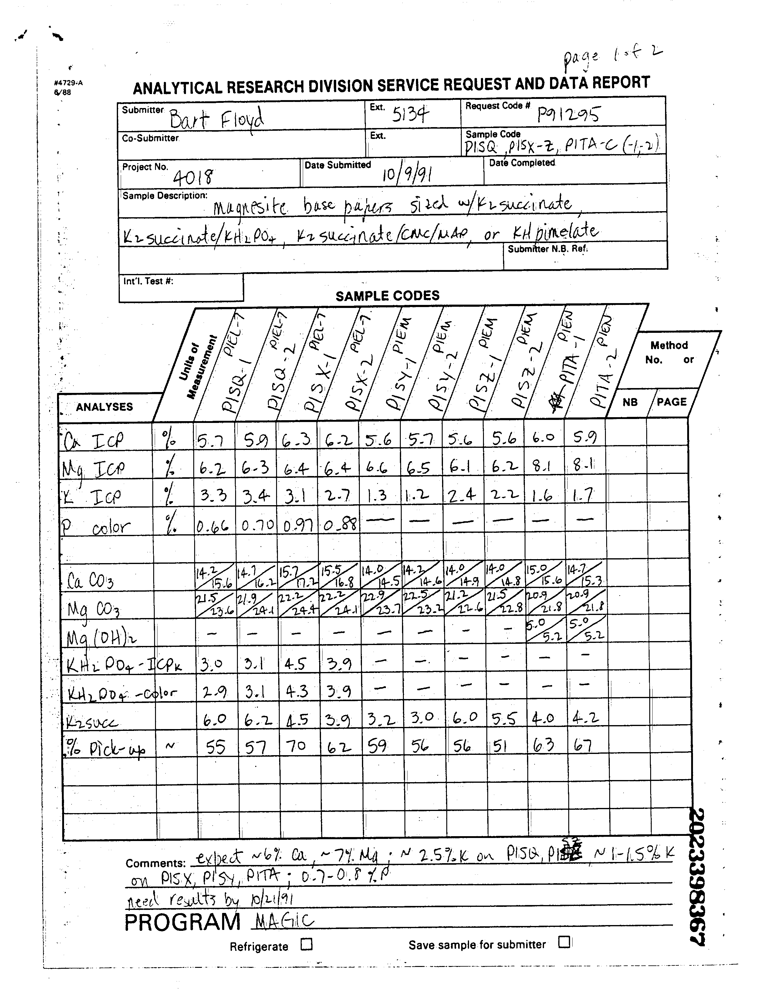 page 1 of 2
#4729-A
6/88
ANALYTICAL RESEARCH DIVISION SERVICE REQUEST AND DATA REPORT
Submitter Bart Floyd Ext. 5134 Request Code # P91295
Co-Submitter Ext. Sample Code PISQ, PISX-Z, PITA-C (-1,-2)
Project No. 4018 Date Submitted 10/9/91 Date Completed
Sample Description: Magnesite base papers sized w/K2succinate,
K2succinate/KH2PO4, K2succinate/CMC/MAP, or KHpimelate
Submitter N.B. Ref.
Int'l. Test #:
SAMPLE CODES
ANALYSES Units of Measurement PISQ-1 PIEL-7 PISQ-2 PIEL-7 PISX-1 PIEL-7 PISX-2 PIEL-7 PISY-1 PIEM PISY-2 PIEM PISZ-1 PIEM PISZ-2 PIEM PITA-1 PIEN PITA-2 PIEN Method No. or NB PAGE
Ca ICP % 5.7 5.9 6.3 6.2 5.6 5.7 5.6 5.6 6.0 5.9
Mg ICP % 6.2 6.3 6.4 6.4 6.6 6.5 6.1 6.2 8.1 8.1
K ICP % 3.3 3.4 3.1 2.7 1.3 1.2 2.4 2.2 1.6 1.7
P color % 0.66 0.70 0.97 0.88 — — — — — —
CaCO3 14.2/15.6 14.7/16.2 15.7/17.2 15.5/16.8 14.0/14.5 14.2/14.6 14.0/14.9 14.0/14.8 15.0/15.6 14.7/15.3
MgCO3 21.5/23.6 21.9/24.1 22.2/24.4 22.2/24.1 22.9/23.7 22.5/23.2 21.2/22.6 21.5/22.8 20.9/21.8 20.9/21.8
Mg(OH)2 — — — — — — — — 5.0/5.2 5.0/5.2
KH2PO4-ICPK 3.0 3.1 4.5 3.9 — — — — — —
KH2PO4-color 2.9 3.1 4.3 3.9 — — — — — —
K2succ 6.0 6.2 4.5 3.9 3.2 3.0 6.0 5.5 4.0 4.2
% Pick-up ~ 55 57 70 62 59 56 56 51 63 67
Comments: expect ~6% Ca, ~7% Mg; ~2.5% K on PISQ, ~1-1.5% K
on PISX, PISY, PITA; 0.7-0.8% P
need results by 10/21/91
PROGRAM MAGIC
Refrigerate Save sample for submitter
2023398367